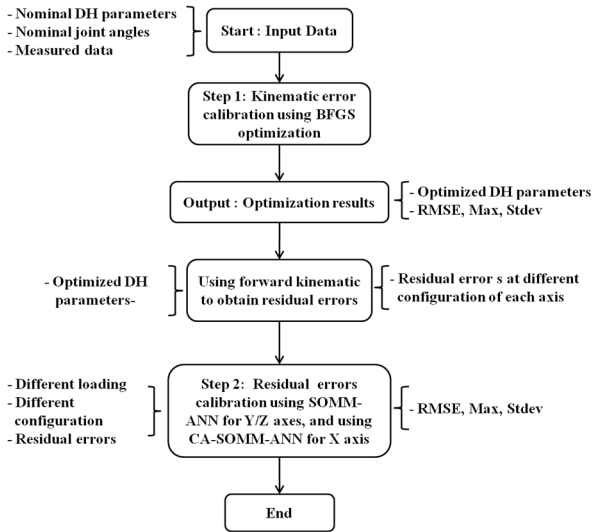 - Nominal DH parameters
- Nominal joint angles
- Measured data
Start : Input Data
Step 1: Kinematic error
calibration using BFGS
optimization
Output : Optimization results
- Optimized DH parameters
- RMSE, Max, Stdev
- Optimized DH
parameters-
Using forward kinematic
to obtain residual errors
- Residual error s at different
configuration of each axis
- Different loading
- Different
configuration
- Residual errors
Step 2: Residual errors
calibration using SOMM-
ANN for Y/Z axes, and using
CA-SOMM-ANN for X axis
- RMSE, Max, Stdev
End